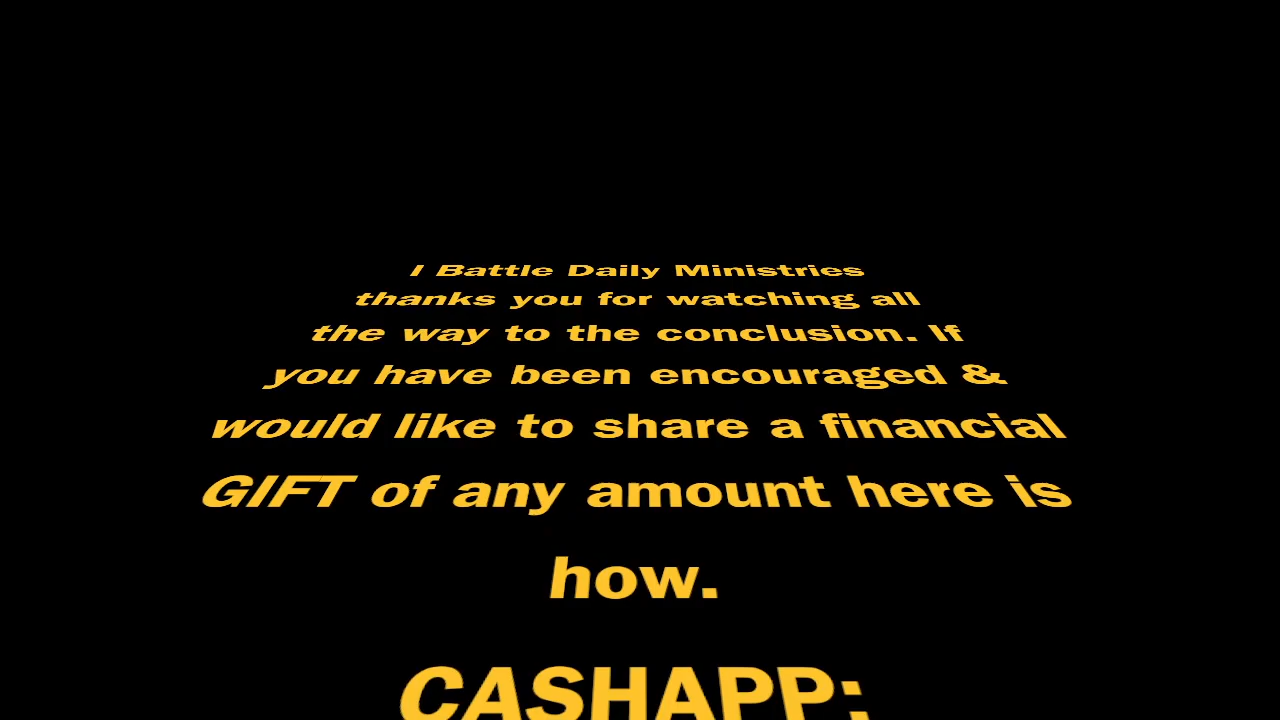 I Battle Daily Ministries
thanks you for watching all
the way to the conclusion. If
you have been encouraged &
would like to share a financial
GIFT of any amount here is
how.
CASHAPP: